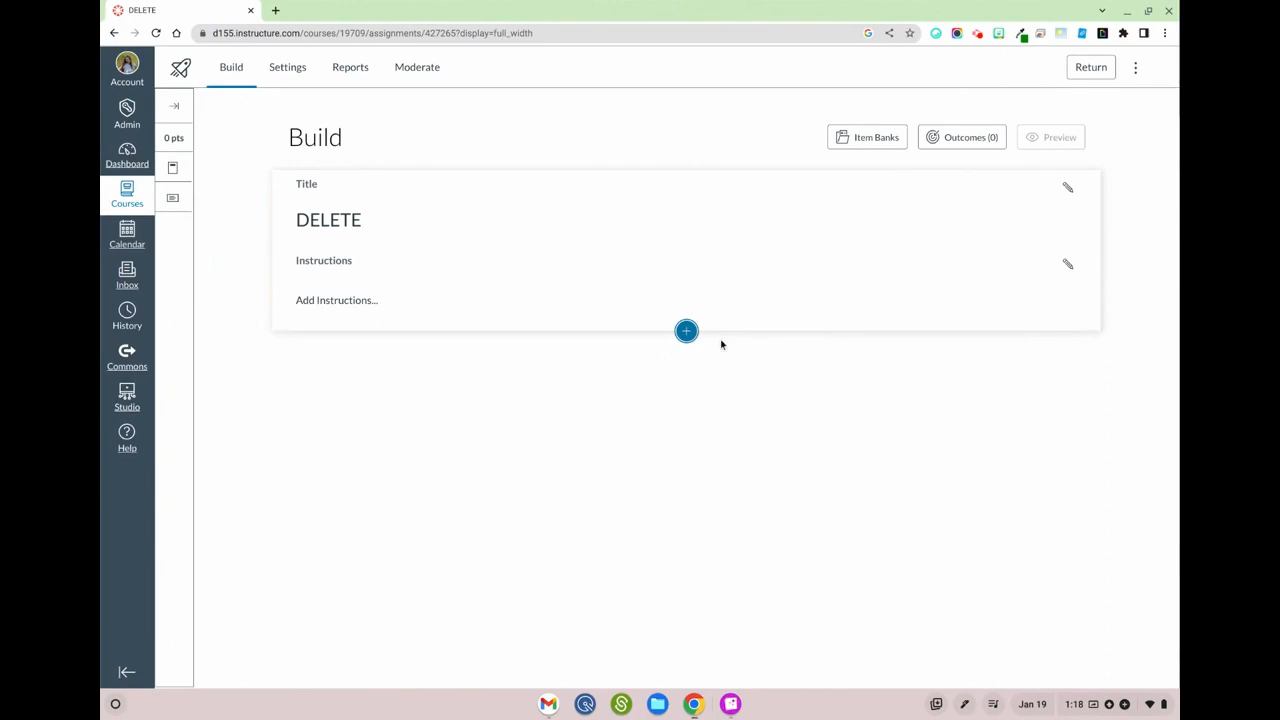 DELETE
d155.instructure.com/courses/19709/assignments/427265?display=full_width
Account
Admin
Dashboard
Courses
Calendar
Inbox
History
Commons
Studio
Help
0 pts
Build
Settings
Reports
Moderate
Return
Build
Item Banks
Outcomes (0)
Preview
Title
DELETE
Instructions
Add Instructions...
Jan 19
1:18